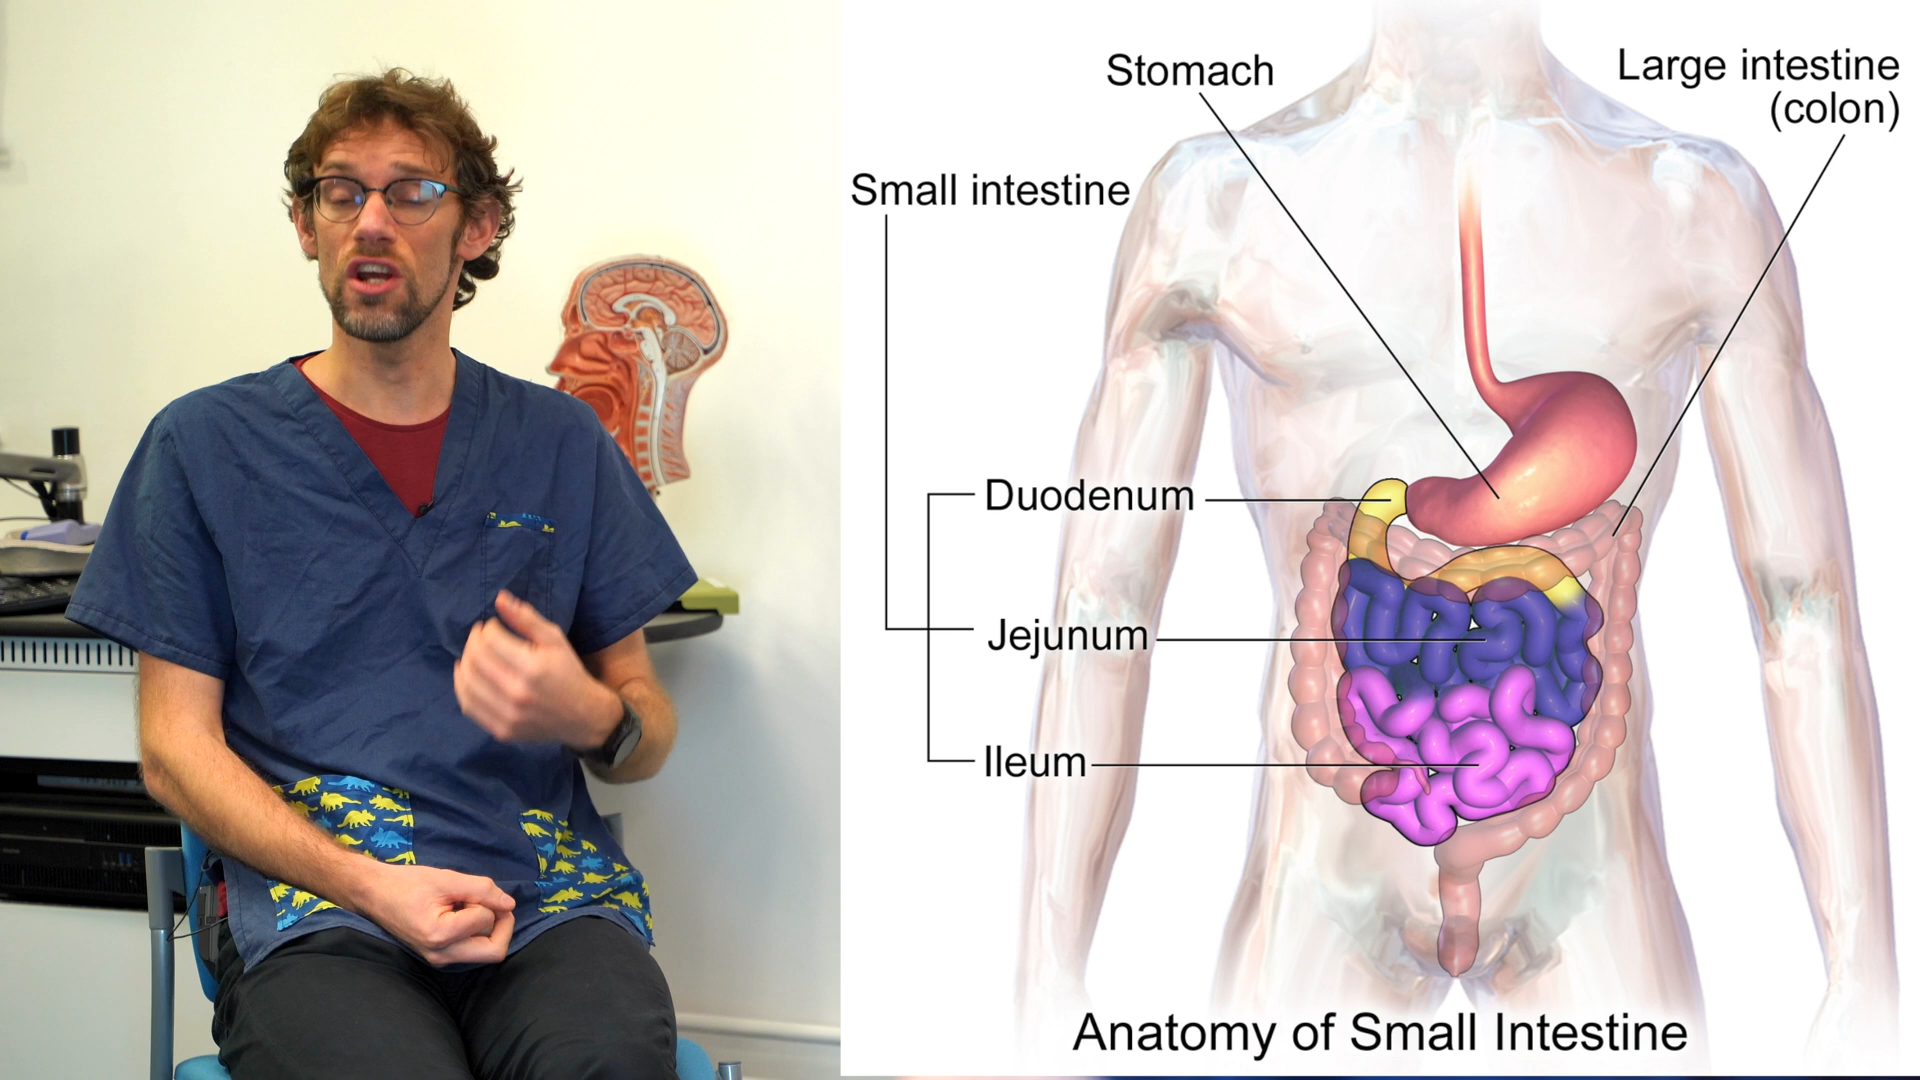 Stomach
Large intestine
(colon)
Small intestine
Duodenum
Jejunum
Ileum
Anatomy of Small Intestine